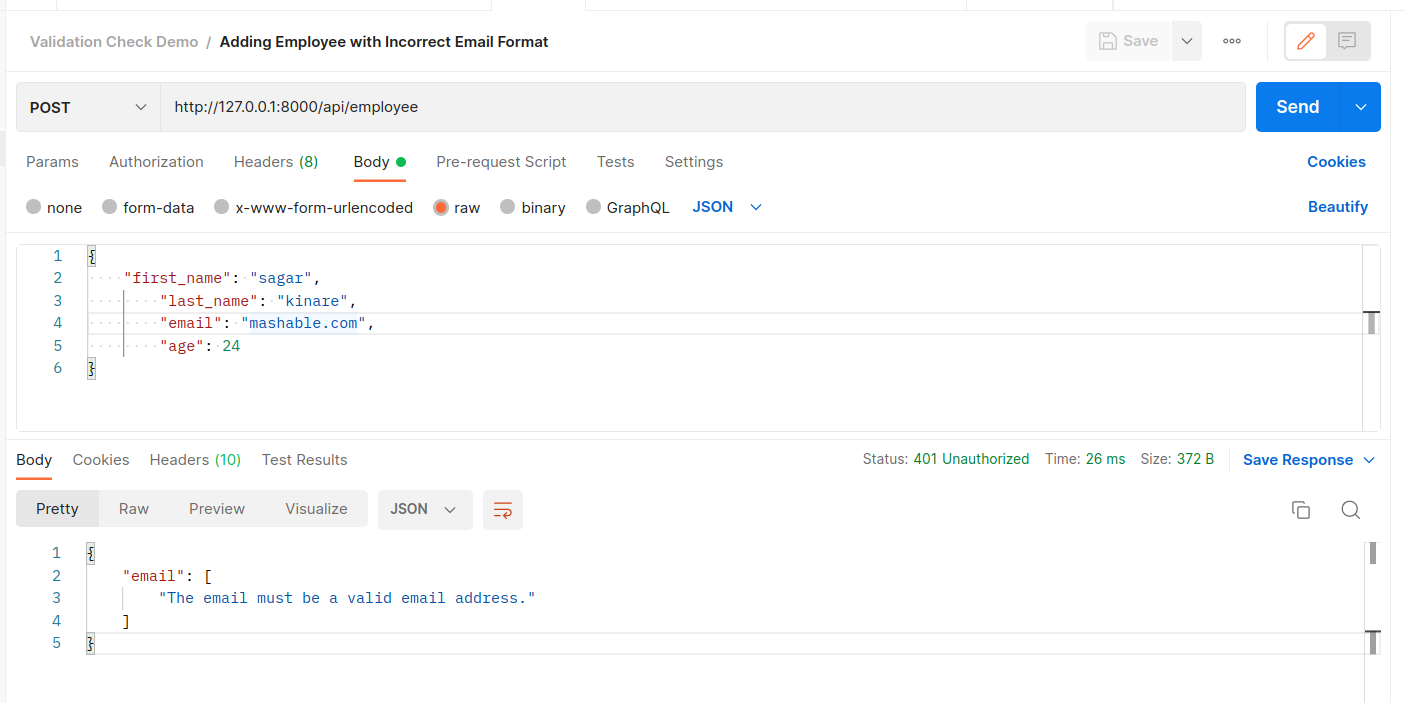 Validation Check Demo / Adding Employee with Incorrect Email Format
Save
POST http://127.0.0.1:8000/api/employee Send
Params Authorization Headers (8) Body Pre-request Script Tests Settings Cookies
none form-data x-www-form-urlencoded raw binary GraphQL JSON Beautify
1 {
2 "first_name": "sagar",
3 "last_name": "kinare",
4 "email": "mashable.com",
5 "age": 24
6 }
Body Cookies Headers (10) Test Results Status: 401 Unauthorized Time: 26 ms Size: 372 B Save Response
Pretty Raw Preview Visualize JSON
1 {
2 "email": [
3 "The email must be a valid email address."
4 ]
5 }